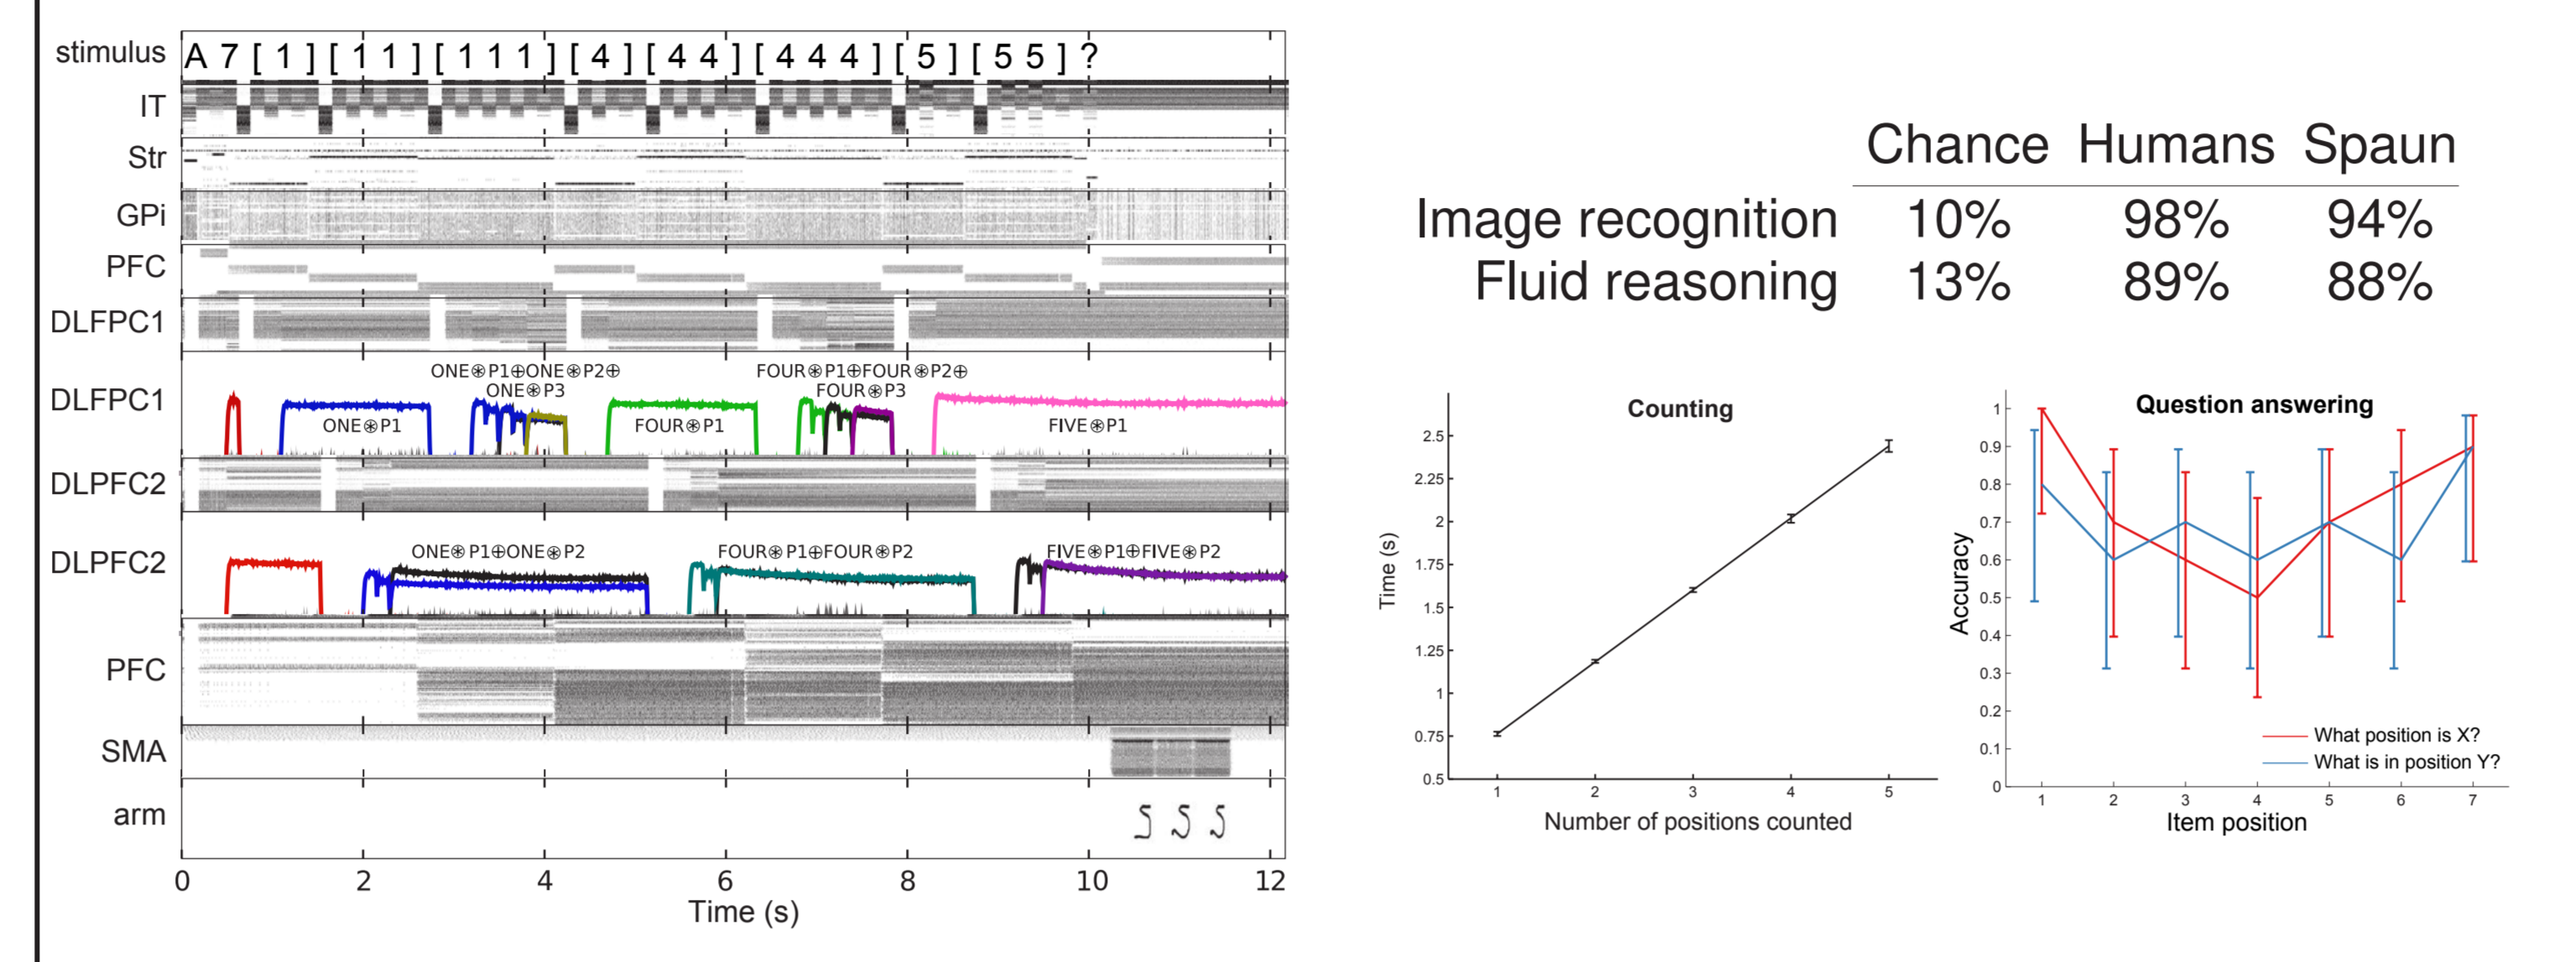 stimulus A 7 [ 1 ] [ 1 1 ] [ 1 1 1 ] [ 4 ] [ 4 4 ] [ 4 4 4 ] [ 5 ] [ 5 5 ] ?
IT
Str
GPi
PFC
DLFPC1
DLFPC1
ONE⊛P1⊕ONE⊛P2⊕
ONE⊛P3
FOUR⊛P1⊕FOUR⊛P2⊕
FOUR⊛P3
ONE⊛P1
FOUR⊛P1
FIVE⊛P1
DLPFC2
DLPFC2
ONE⊛P1⊕ONE⊛P2
FOUR⊛P1⊕FOUR⊛P2
FIVE⊛P1⊕FIVE⊛P2
PFC
SMA
arm
5 5 5
0 2 4 6 8 10 12
Time (s)
Chance Humans Spaun
Image recognition 10% 98% 94%
Fluid reasoning 13% 89% 88%
Counting
Time (s)
2.5
2.25
2
1.75
1.5
1.25
1
0.75
0.5
1 2 3 4 5
Number of positions counted
Question answering
Accuracy
1
0.9
0.8
0.7
0.6
0.5
0.4
0.3
0.2
0.1
0
What position is X?
What is in position Y?
1 2 3 4 5 6 7
Item position